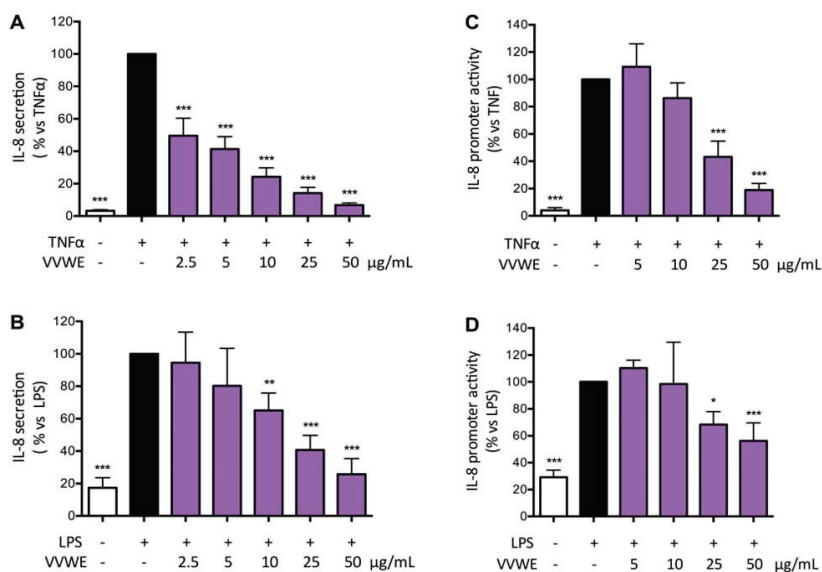 A
IL-8 secretion
( % vs TNFα)
120
100
80
60
40
20
0
***
***
***
***
***
***
TNFα - + + + + + +
VVWE - - 2.5 5 10 25 50 µg/mL
C
IL-8 promoter activity
(% vs TNF)
140
120
100
80
60
40
20
0
***
***
***
TNFα - + + + + +
VVWE - - 5 10 25 50 µg/mL
B
IL-8 secretion
( % vs LPS)
120
100
80
60
40
20
0
***
**
***
***
LPS - + + + + + +
VVWE - - 2.5 5 10 25 50 µg/mL
D
IL-8 promoter activity
(% vs LPS)
140
120
100
80
60
40
20
0
***
*
***
LPS - + + + + +
VVWE - - 5 10 25 50 µg/mL